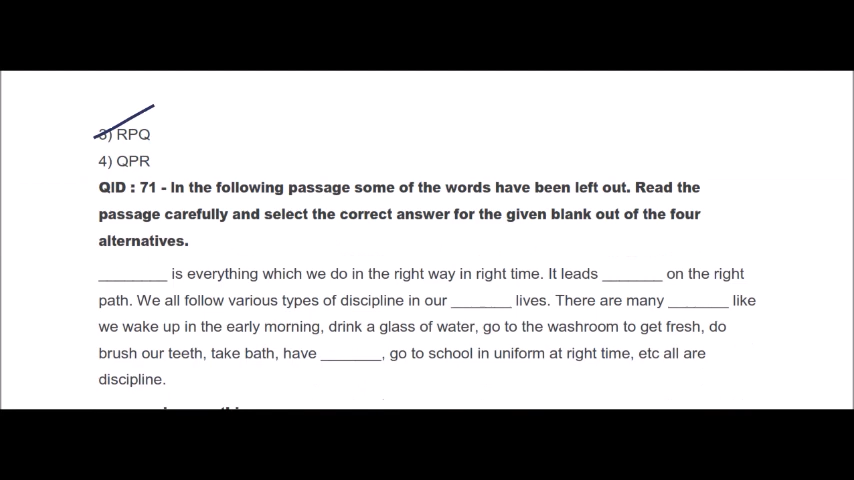 3) RPQ
4) QPR
QID : 71 - In the following passage some of the words have been left out. Read the
passage carefully and select the correct answer for the given blank out of the four
alternatives.
________ is everything which we do in the right way in right time. It leads _______ on the right
path. We all follow various types of discipline in our _______ lives. There are many _______ like
we wake up in the early morning, drink a glass of water, go to the washroom to get fresh, do
brush our teeth, take bath, have _______, go to school in uniform at right time, etc all are
discipline.